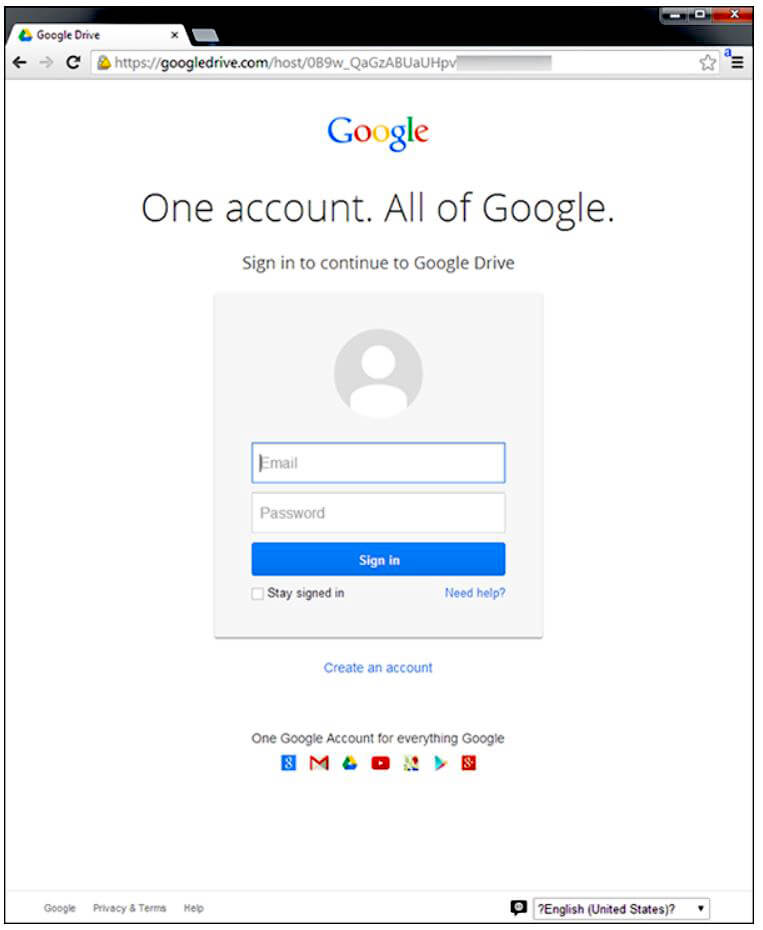 Google Drive
https://googledrive.com/host/0B9w_QaGzABUaUHpv
a
Google
One account. All of Google.
Sign in to continue to Google Drive
Email
Password
Sign in
Stay signed in Need help?
Create an account
One Google Account for everything Google
Google Privacy & Terms Help ?English (United States)?